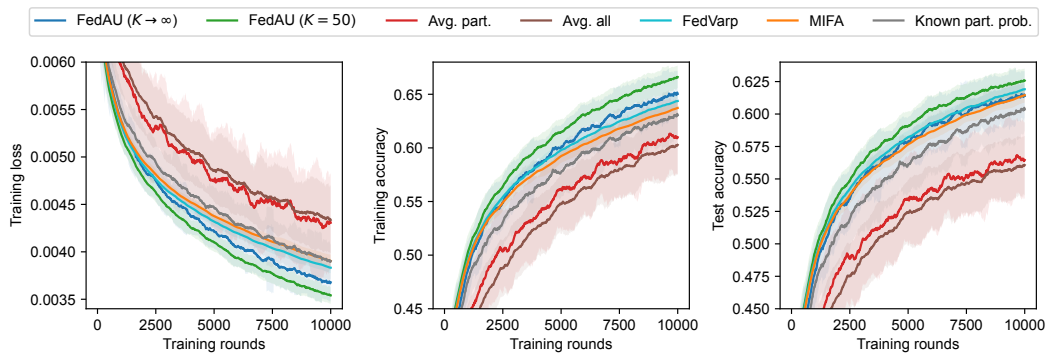 FedAU (K → ∞) FedAU (K = 50) Avg. part. Avg. all FedVarp MIFA Known part. prob.
0.0060
0.0055
0.0050
0.0045
0.0040
0.0035
Training loss
0 2500 5000 7500 10000
Training rounds
0.65
0.60
0.55
0.50
0.45
Training accuracy
0 2500 5000 7500 10000
Training rounds
0.625
0.600
0.575
0.550
0.525
0.500
0.475
0.450
Test accuracy
0 2500 5000 7500 10000
Training rounds